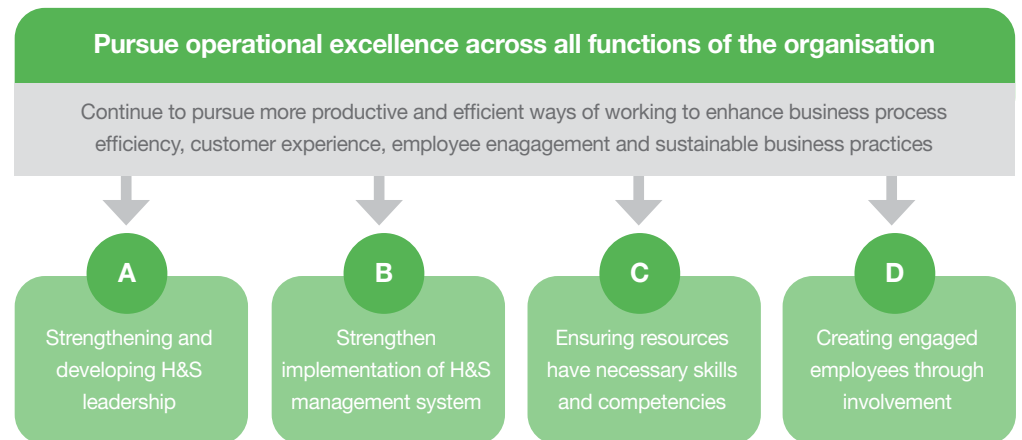 Pursue operational excellence across all functions of the organisation
Continue to pursue more productive and efficient ways of working to enhance business process
efficiency, customer experience, employee enagagement and sustainable business practices
A
Strengthening and
developing H&S
leadership
B
Strengthen
implementation of H&S
management system
C
Ensuring resources
have necessary skills
and competencies
D
Creating engaged
employees through
involvement